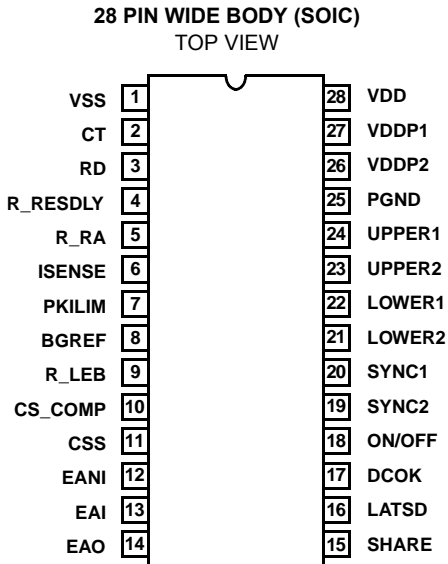 28 PIN WIDE BODY (SOIC)
TOP VIEW
VSS 1 28 VDD
CT 2 27 VDDP1
RD 3 26 VDDP2
R_RESDLY 4 25 PGND
R_RA 5 24 UPPER1
ISENSE 6 23 UPPER2
PKILIM 7 22 LOWER1
BGREF 8 21 LOWER2
R_LEB 9 20 SYNC1
CS_COMP 10 19 SYNC2
CSS 11 18 ON/OFF
EANI 12 17 DCOK
EAI 13 16 LATSD
EAO 14 15 SHARE